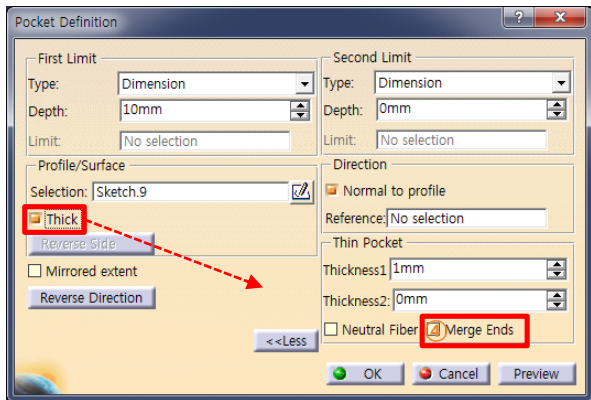 Pocket Definition
? X
First Limit
Type: Dimension
Depth: 10mm
Limit: No selection
Profile/Surface
Selection: Sketch.9
Thick
Reverse Side
Mirrored extent
Reverse Direction
<<Less
Second Limit
Type: Dimension
Depth: 0mm
Limit: No selection
Direction
Normal to profile
Reference: No selection
Thin Pocket
Thickness1 1mm
Thickness2: 0mm
Neutral Fiber 4 Merge Ends
OK Cancel Preview